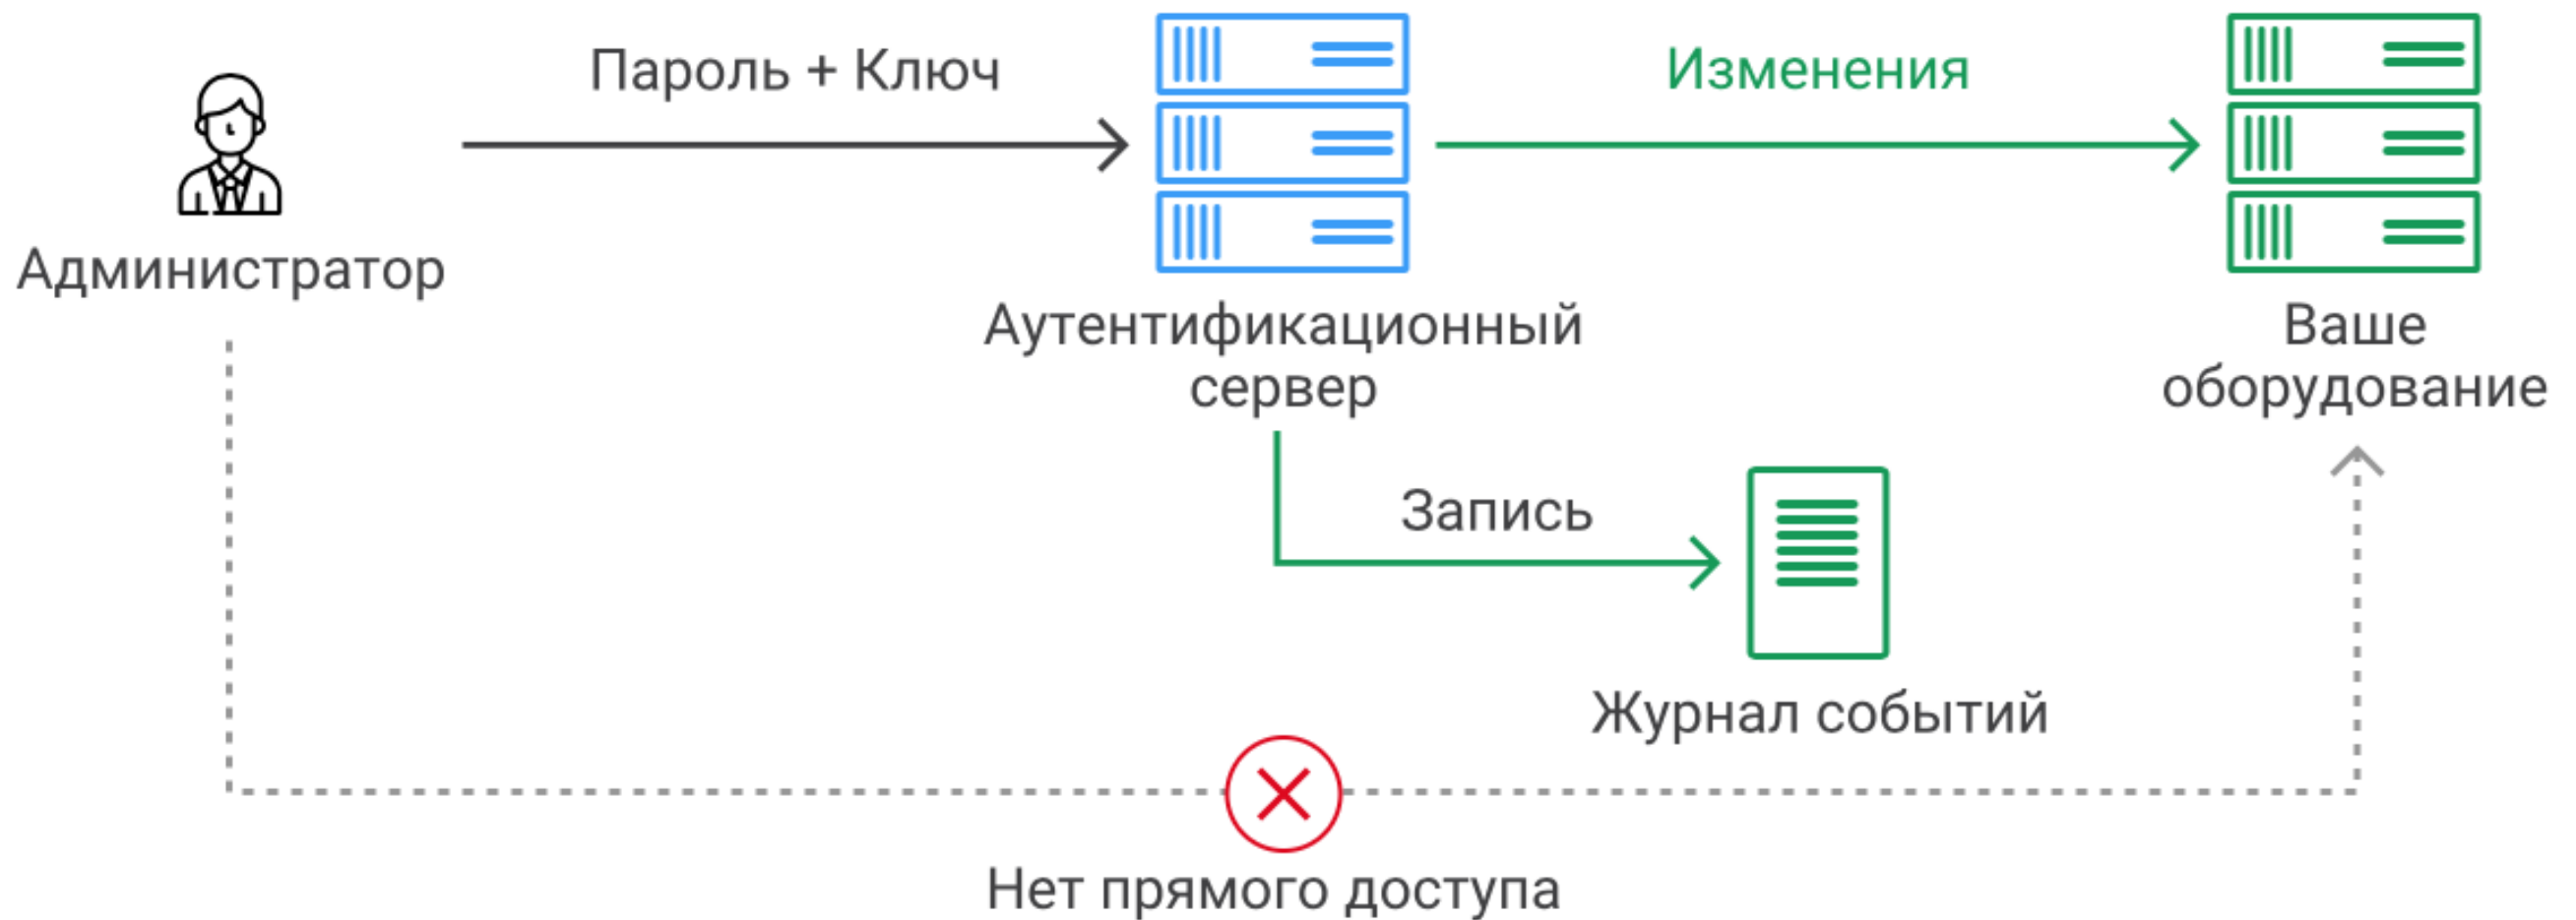 Пароль + Ключ
Изменения
Администратор
Аутентификационный
сервер
Ваше
оборудование
Запись
Журнал событий
Нет прямого доступа